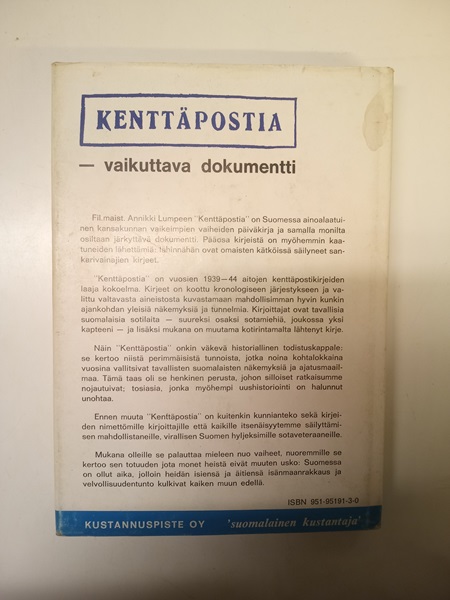 KENTTÄPOSTIA
— vaikuttava dokumentti
Fil.maist. Annikki Lumpeen "Kenttäpostia" on Suomessa ainoalaatui-
nen kansakunnan vaikeimpien vaiheiden päiväkirja ja samalla monilta
osiltaan järkyttävä dokumentti. Pääosa kirjeistä on myöhemmin kaa-
tuneiden lähettämiä; lähinnähän ovat omaisten kätköissä säilyneet san-
karivainajien kirjeet.
"Kenttäpostia" on vuosien 1939—44 aitojen kenttäpostikirjeiden
laaja kokoelma. Kirjeet on koottu kronologiseen järjestykseen ja va-
littu valtavasta aineistosta kuvastamaan mahdollisimman hyvin kunkin
ajankohdan yleisiä näkemyksiä ja tunnelmia. Kirjoittajat ovat tavallisia
suomalaisia sotilaita — suureksi osaksi sotamiehiä, joukossa yksi
kapteeni — ja lisäksi mukana on muutama kotirintamalta lähtenyt kirje.
Näin "Kenttäpostia" onkin väkevä historiallinen todistuskappale:
se kertoo niistä perimmäisistä tunnoista, jotka noina kohtalokkaina
vuosina vallitsivat tavallisten suomalaisten näkemyksiä ja ajatusmaail-
maa. Tämä taas oli se henkinen perusta, johon silloiset ratkaisumme
nojautuivat; tosiasia, jonka myöhempi uushistoriointi on halunnut
unohtaa.
Ennen muuta "Kenttäpostia" on kuitenkin kunnianteko sekä kirjei-
den nimettömille kirjoittajille että kaikille itsenäisyytemme säilyttämi-
sen mahdollistaneille, virallisen Suomen hyljeksimille sotaveteraaneille.
Mukana olleille se palauttaa mieleen nuo vaiheet, nuoremmille se
kertoo sen totuuden jota monet heistä eivät muuten usko: Suomessa
on ollut aika, jolloin heidän isiensä ja äitiensä isänmaanrakkaus ja
velvollisuudentunto kulkivat kaiken muun edellä.
ISBN 951-95191-3-0
KUSTANNUSPISTE OY 'suomalainen kustantaja'